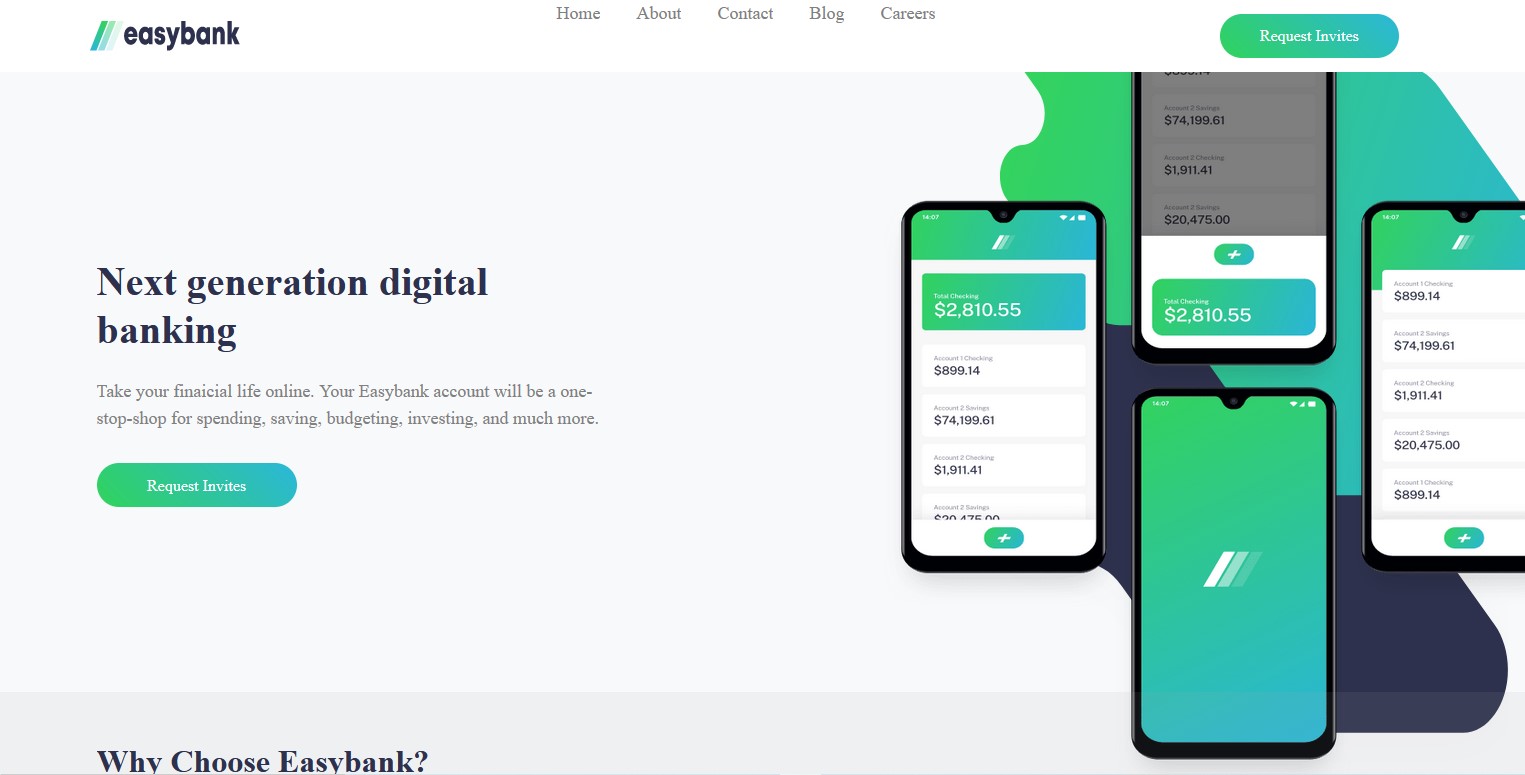 easybank
Home About Contact Blog Careers
Request Invites
Next generation digital
banking
Take your finaicial life online. Your Easybank account will be a one-
stop-shop for spending, saving, budgeting, investing, and much more.
Request Invites
14:07
Total Checking
$2,810.55
Account 1 Checking
$899.14
Account 2 Savings
$74,199.61
Account 2 Checking
$1,911.41
Account 2 Savings
$20,475.00
$899.14
Account 2 Savings
$74,199.61
Account 2 Checking
$1,911.41
Account 2 Savings
$20,475.00
Total Checking
$2,810.55
14:07
14:07
Account 1 Checking
$899.14
Account 2 Savings
$74,199.61
Account 2 Checking
$1,911.41
Account 2 Savings
$20,475.00
Account 1 Checking
$899.14
Why Choose Easybank?